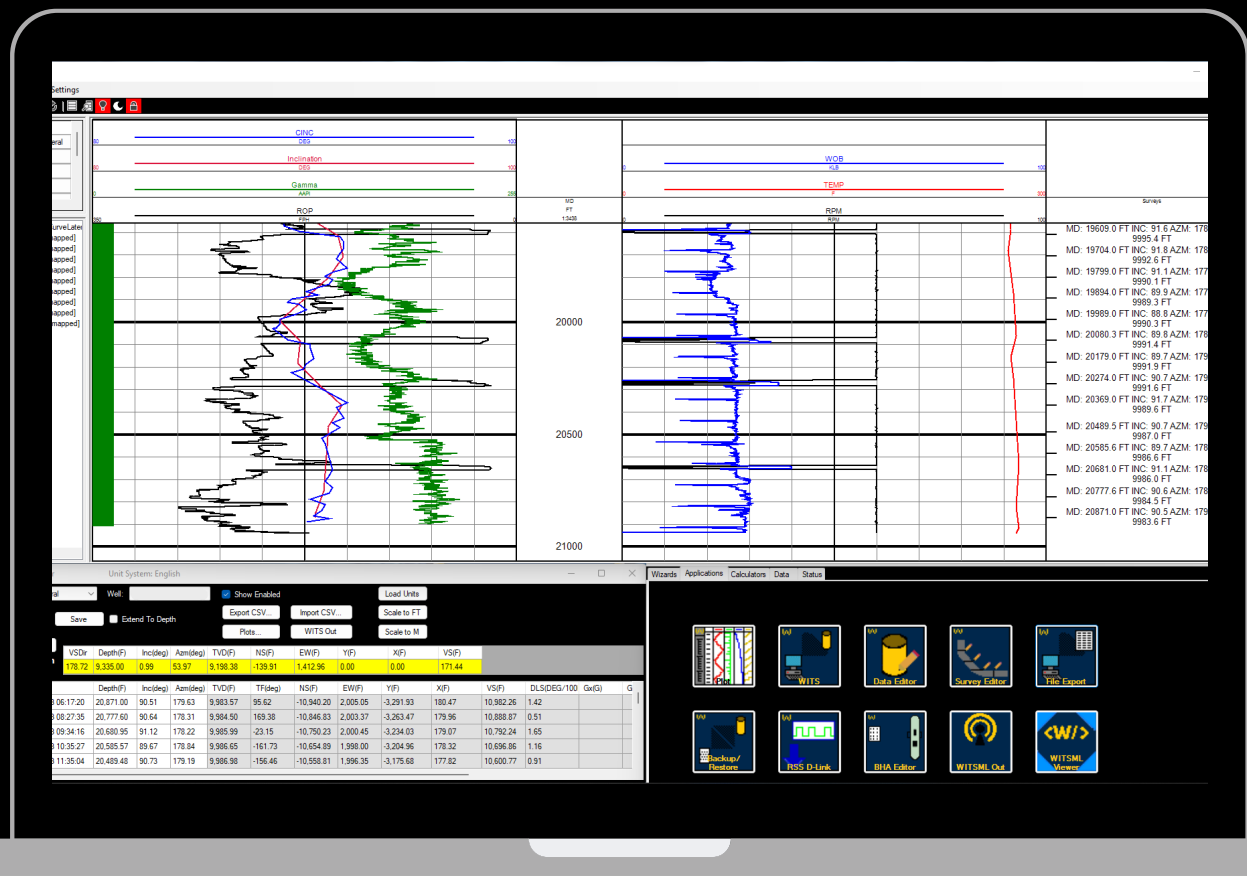 Settings
CINC
DEG
100
Inclination
DEG
100
Gamma
AAPI
ROP
MD
FT
WOB
KLB
100
TEMP
F
300
RPM
RPM
100
Surveys
mapped]
mapped]
mapped]
mapped]
mapped]
mapped]
mapped]
mapped]
MD: 19609.0 FT INC: 91.6 AZM: 178
9995.4 FT
MD: 19704.0 FT INC: 91.8 AZM: 178
9992.6 FT
MD: 19799.0 FT INC: 91.1 AZM: 177
9990.1 FT
MD: 19894.0 FT INC: 89.9 AZM: 177
9989.3 FT
MD: 19989.0 FT INC: 88.8 AZM: 177
9990.3 FT
MD: 20080.3 FT INC: 89.8 AZM: 178
9991.4 FT
MD: 20179.0 FT INC: 89.7 AZM: 179
9991.9 FT
MD: 20274.0 FT INC: 90.7 AZM: 179
9991.6 FT
MD: 20369.0 FT INC: 91.7 AZM: 179
9989.6 FT
MD: 20489.5 FT INC: 90.7 AZM: 179
9987.0 FT
MD: 20585.6 FT INC: 89.7 AZM: 178
9986.6 FT
MD: 20681.0 FT INC: 91.1 AZM: 178
9986.0 FT
MD: 20777.6 FT INC: 90.6 AZM: 178
9984.5 FT
MD: 20871.0 FT INC: 90.5 AZM: 179
9983.6 FT
20000
20500
21000
Unit System: English
Well:
Show Enabled
Load Units
Save
Extend To Depth
Export CSV...
Import CSV...
Scale to FT
Plots...
WITS Out
Scale to M
VSDir Depth(F) Inc(deg) Azm(deg) TVD(F) NS(F) EW(F) Y(F) X(F) VS(F)
178.72 9,335.00 0.99 53.97 9,198.38 -139.91 1,412.96 0.00 0.00 171.44
Depth(F) Inc(deg) Azm(deg) TVD(F) TF(deg) NS(F) EW(F) Y(F) X(F) VS(F) DLS(DEG/100 Gx(G) G
06:17:20 20,871.00 90.51 179.63 9,983.57 95.62 -10,940.20 2,005.05 -3,291.93 180.47 10,982.26 1.42
08:27:35 20,777.60 90.64 178.31 9,984.50 169.38 -10,846.83 2,003.37 -3,263.47 179.96 10,888.87 0.51
09:34:16 20,680.95 91.12 178.22 9,985.99 -23.15 -10,750.23 2,000.45 -3,234.03 179.07 10,792.24 1.65
10:35:27 20,585.57 89.67 178.84 9,986.65 -161.73 -10,654.89 1,998.00 -3,204.96 178.32 10,696.86 1.16
11:35:04 20,489.48 90.73 179.19 9,986.98 -156.46 -10,558.81 1,996.35 -3,175.68 177.82 10,600.77 0.91
Wizards Applications Calculators Data Status
Plot
WITS
Data Editor
Survey Editor
File Export
Backup/
Restore
RSS D-Link
BHA Editor
WITSML Out
<W/>
WITSML
Viewer